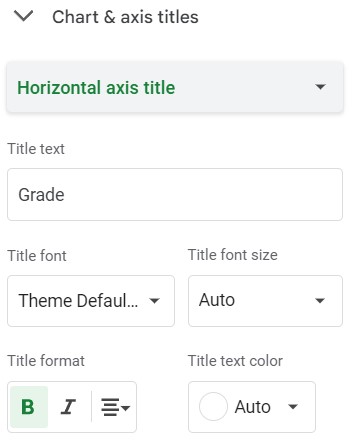 Chart & axis titles
Horizontal axis title
Title text
Grade
Title font Title font size
Theme Defaul... Auto
Title format Title text color
B I Auto